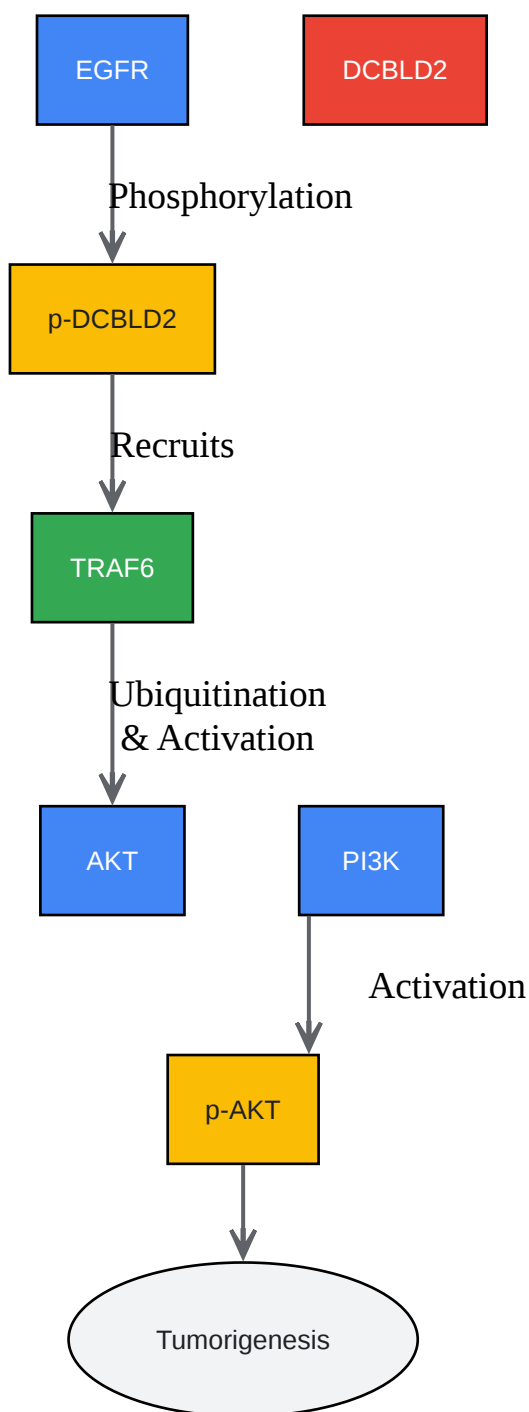 EGFR
DCBLD2
Phosphorylation
p-DCBLD2
Recruits
TRAF6
Ubiquitination
& Activation
AKT
PI3K
Activation
p-AKT
Tumorigenesis